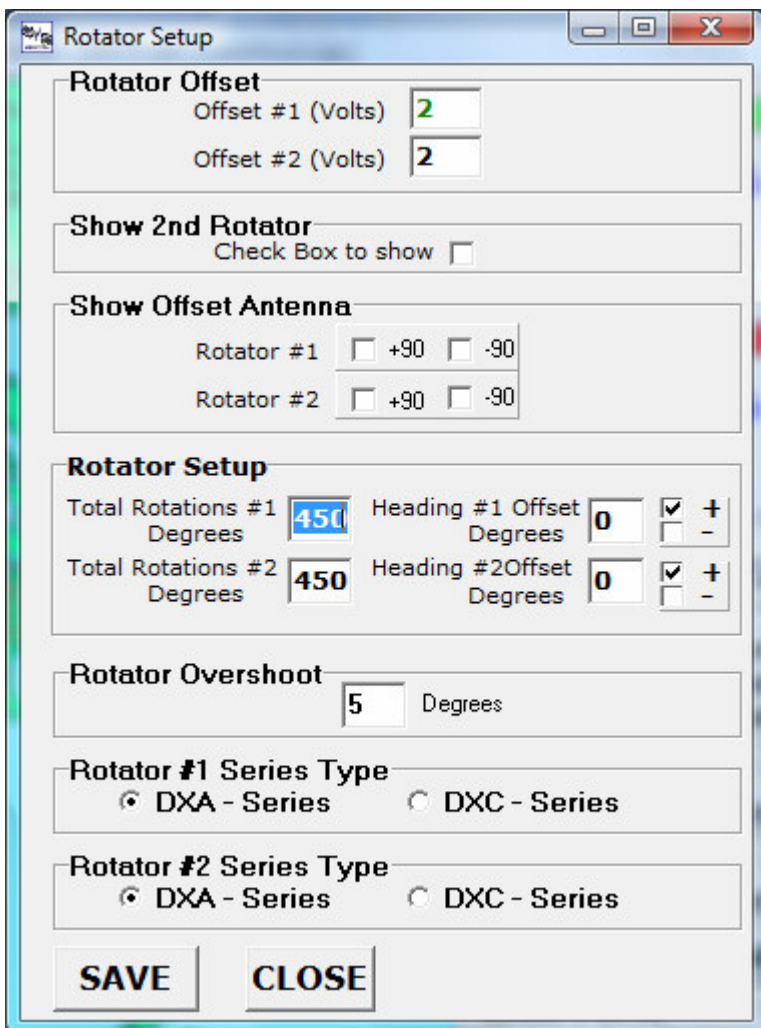 Rotator Setup
Rotator Offset
Offset #1 (Volts) 2
Offset #2 (Volts) 2
Show 2nd Rotator
Check Box to show
Show Offset Antenna
Rotator #1 +90 -90
Rotator #2 +90 -90
Rotator Setup
Total Rotations #1 450 Heading #1 Offset 0 +
Degrees Degrees -
Total Rotations #2 450 Heading #2Offset 0 +
Degrees Degrees -
Rotator Overshoot
5 Degrees
Rotator #1 Series Type
DXA - Series DXC - Series
Rotator #2 Series Type
DXA - Series DXC - Series
SAVE CLOSE